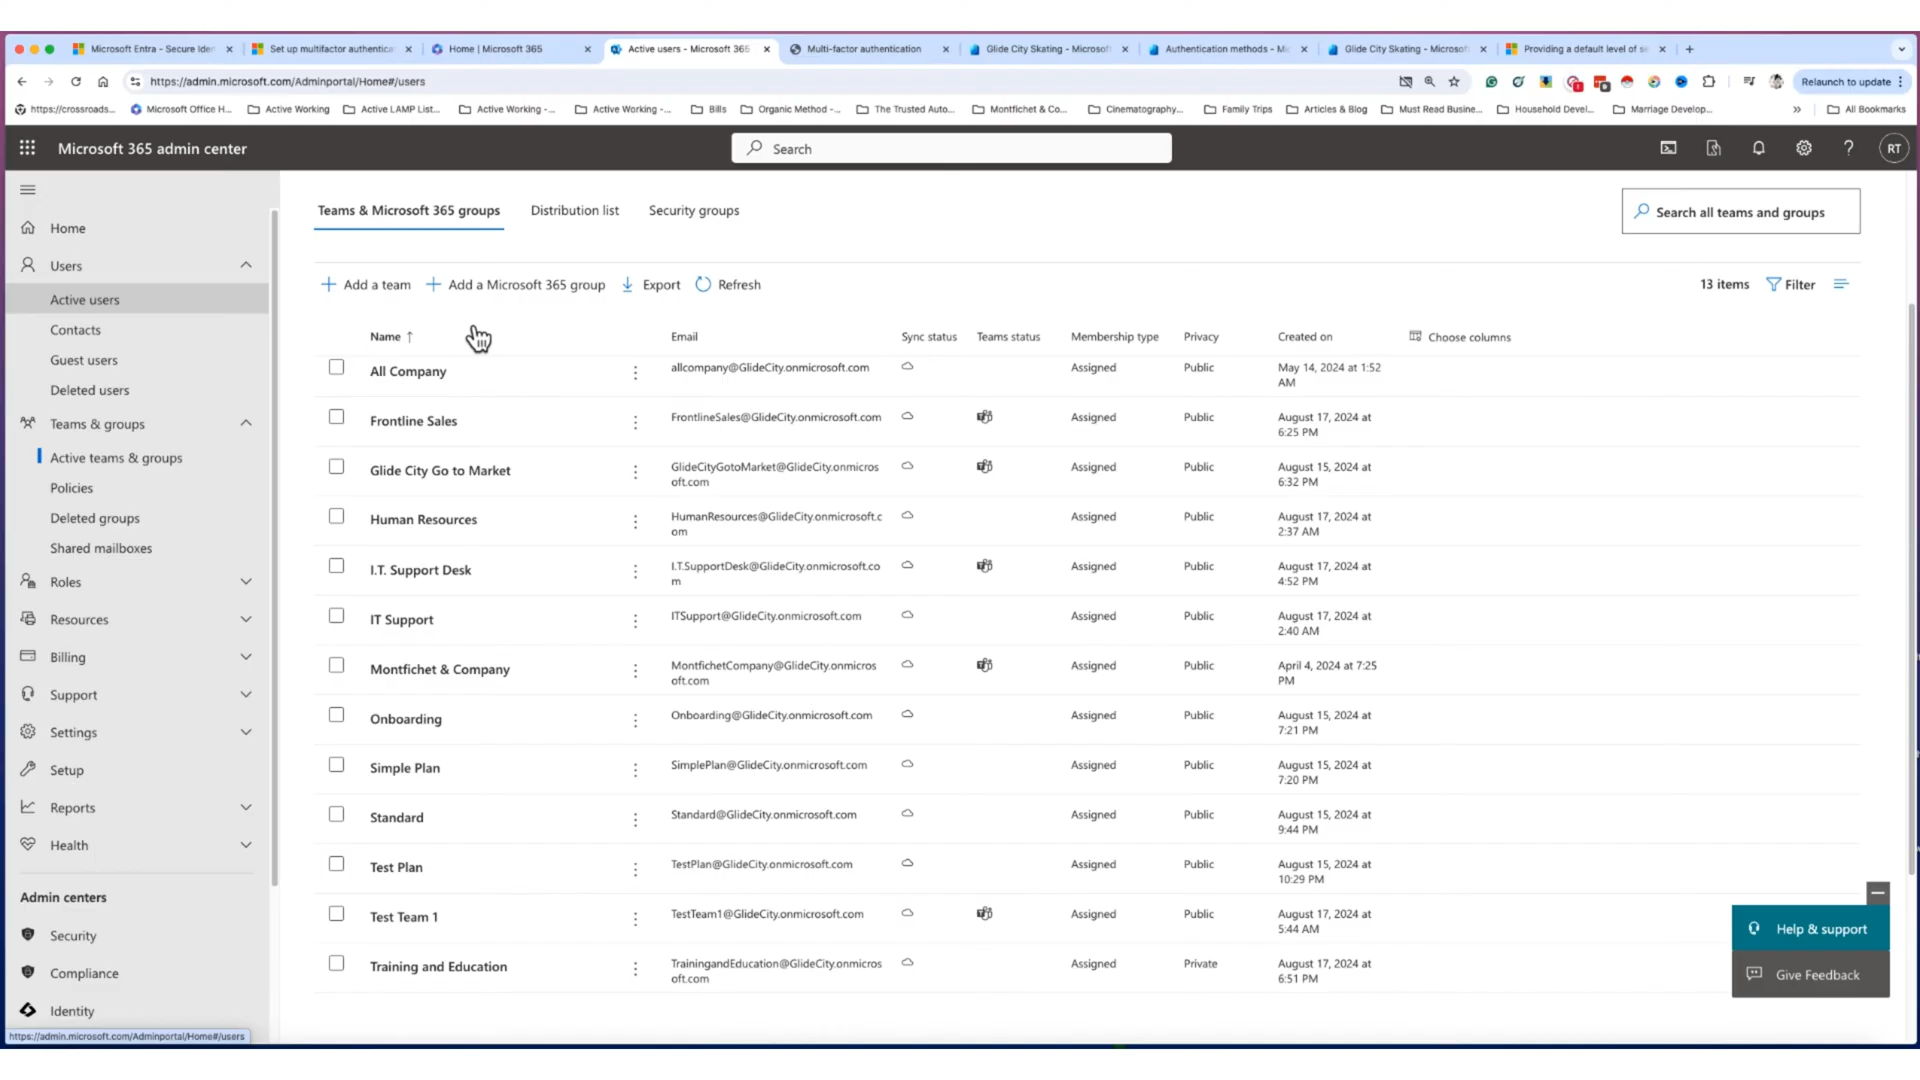 Microsoft Entra - Secure Iden
Set up multifactor authenticat
Home | Microsoft 365
Active users - Microsoft 365
Multi-factor authentication
Glide City Skating - Microsoft
Authentication methods - Mic
Glide City Skating - Microsoft
Providing a default level of se
https://admin.microsoft.com/Adminportal/Home#/users
Relaunch to update
https://crossroads...
Microsoft Office H...
Active Working
Active LAMP List...
Active Working -...
Active Working -...
Bills
Organic Method -...
The Trusted Auto...
Montfichet & Co...
Cinematography...
Family Trips
Articles & Blog
Must Read Busine...
Household Devel...
Marriage Develop...
All Bookmarks
Microsoft 365 admin center
Search
RT
Home
Users
Active users
Contacts
Guest users
Deleted users
Teams & groups
Active teams & groups
Policies
Deleted groups
Shared mailboxes
Roles
Resources
Billing
Support
Settings
Setup
Reports
Health
Admin centers
Security
Compliance
Identity
https://admin.microsoft.com/Adminportal/Home#/users
Teams & Microsoft 365 groups Distribution list Security groups
Search all teams and groups
Add a team Add a Microsoft 365 group Export Refresh
13 items Filter
Name ↑ Email Sync status Teams status Membership type Privacy Created on Choose columns
All Company allcompany@GlideCity.onmicrosoft.com Assigned Public May 14, 2024 at 1:52
AM
Frontline Sales FrontlineSales@GlideCity.onmicrosoft.com Assigned Public August 17, 2024 at
6:25 PM
Glide City Go to Market GlideCityGotoMarket@GlideCity.onmicros Assigned Public August 15, 2024 at
oft.com 6:32 PM
Human Resources HumanResources@GlideCity.onmicrosoft.c Assigned Public August 17, 2024 at
om 2:37 AM
I.T. Support Desk I.T.SupportDesk@GlideCity.onmicrosoft.co Assigned Public August 17, 2024 at
m 4:52 PM
IT Support ITSupport@GlideCity.onmicrosoft.com Assigned Public August 17, 2024 at
2:40 AM
Montfichet & Company MontfichetCompany@GlideCity.onmicros Assigned Public April 4, 2024 at 7:25
oft.com PM
Onboarding Onboarding@GlideCity.onmicrosoft.com Assigned Public August 15, 2024 at
7:21 PM
Simple Plan SimplePlan@GlideCity.onmicrosoft.com Assigned Public August 15, 2024 at
7:20 PM
Standard Standard@GlideCity.onmicrosoft.com Assigned Public August 15, 2024 at
9:44 PM
Test Plan TestPlan@GlideCity.onmicrosoft.com Assigned Public August 15, 2024 at
10:29 PM
Test Team 1 TestTeam1@GlideCity.onmicrosoft.com Assigned Public August 17, 2024 at
5:44 AM
Training and Education TrainingandEducation@GlideCity.onmicros Assigned Private August 17, 2024 at
oft.com 6:51 PM
Help & support
Give Feedback